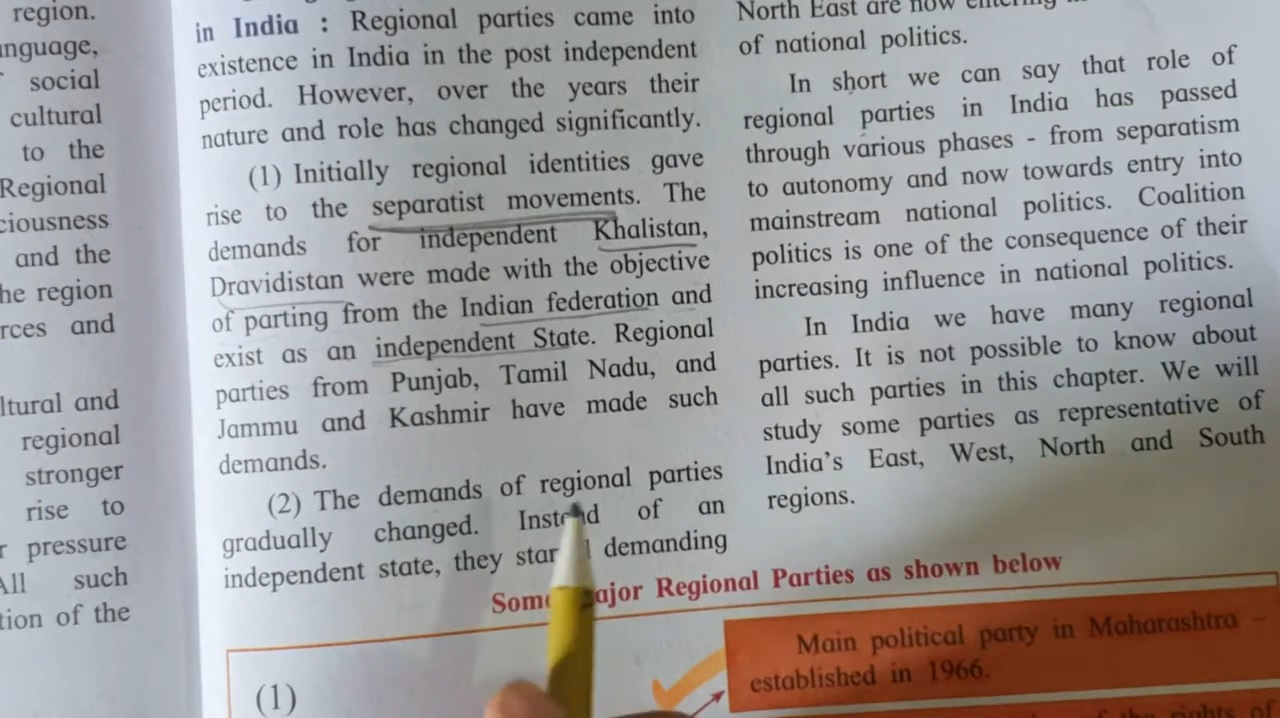 region.
social
cultural
to the
Regional
and the
he region
rces and
ltural and
regional
stronger
rise to
pressure
such
tion of the
in India : Regional parties came into
existence in India in the post independent
period. However, over the years their
nature and role has changed significantly.
(1) Initially regional identities gave
rise to the separatist movements. The
demands for independent Khalistan,
Dravidistan were made with the objective
of parting from the Indian federation and
exist as an independent State. Regional
parties from Punjab, Tamil Nadu, and
Jammu and Kashmir have made such
demands.
(2) The demands of regional parties
gradually changed. of an
independent state, they demanding
North East are now
of national politics.
In short we can say that role of
regional parties in India has passed
through various phases - from separatism
to autonomy and now towards entry into
mainstream national politics. Coalition
politics is one of the consequence of their
increasing influence in national politics.
In India we have many regional
parties. It is not possible to know about
all such parties in this chapter. We will
study some parties as representative of
India's East, West, North and South
regions.
Regional Parties as shown below
(1)
Main political party in Maharashtra -
established in 1966.
the rights of